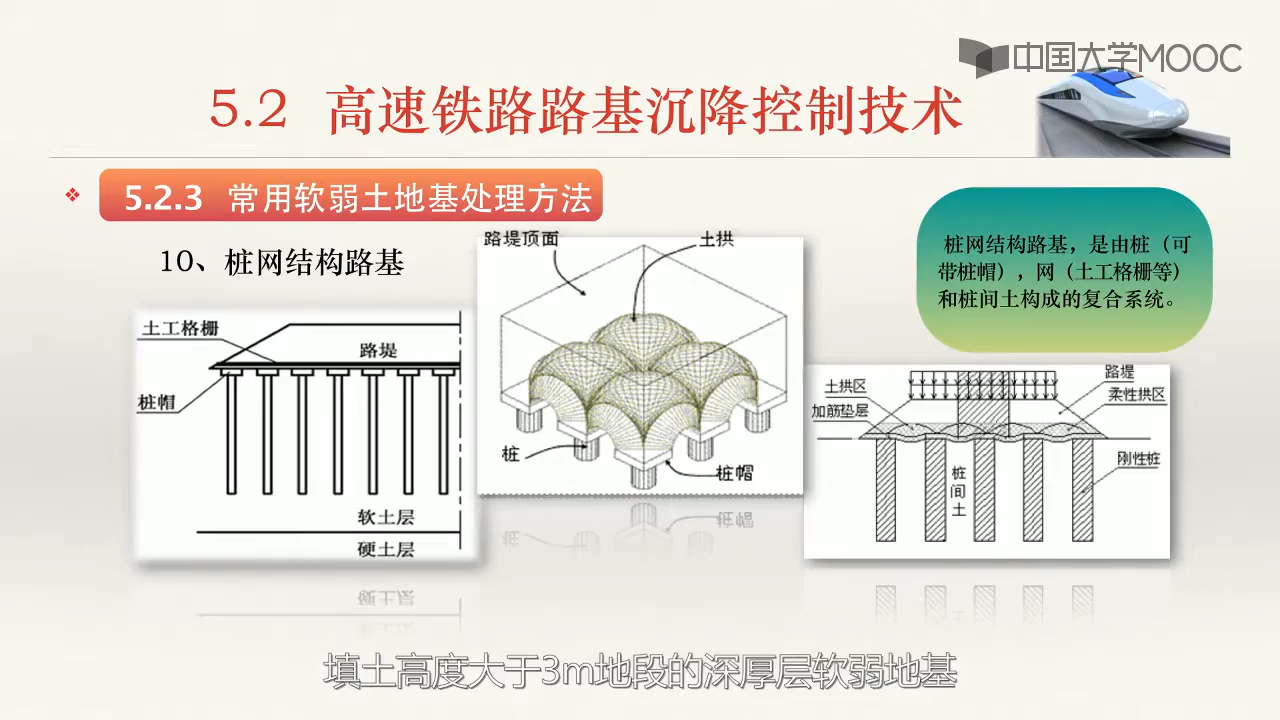 中国大学MOOC
5.2 高速铁路路基沉降控制技术
5.2.3 常用软弱土地基处理方法
10、桩网结构路基
桩网结构路基，是由桩（可
带桩帽），网（土工格栅等）
和桩间土构成的复合系统。
土工格栅
路堤
桩帽
软土层
硬土层
路堤顶面
土拱
桩
桩帽
土拱区
路堤
加筋垫层
柔性拱区
刚性桩
桩
间
土
填土高度大于3m地段的深厚层软弱地基